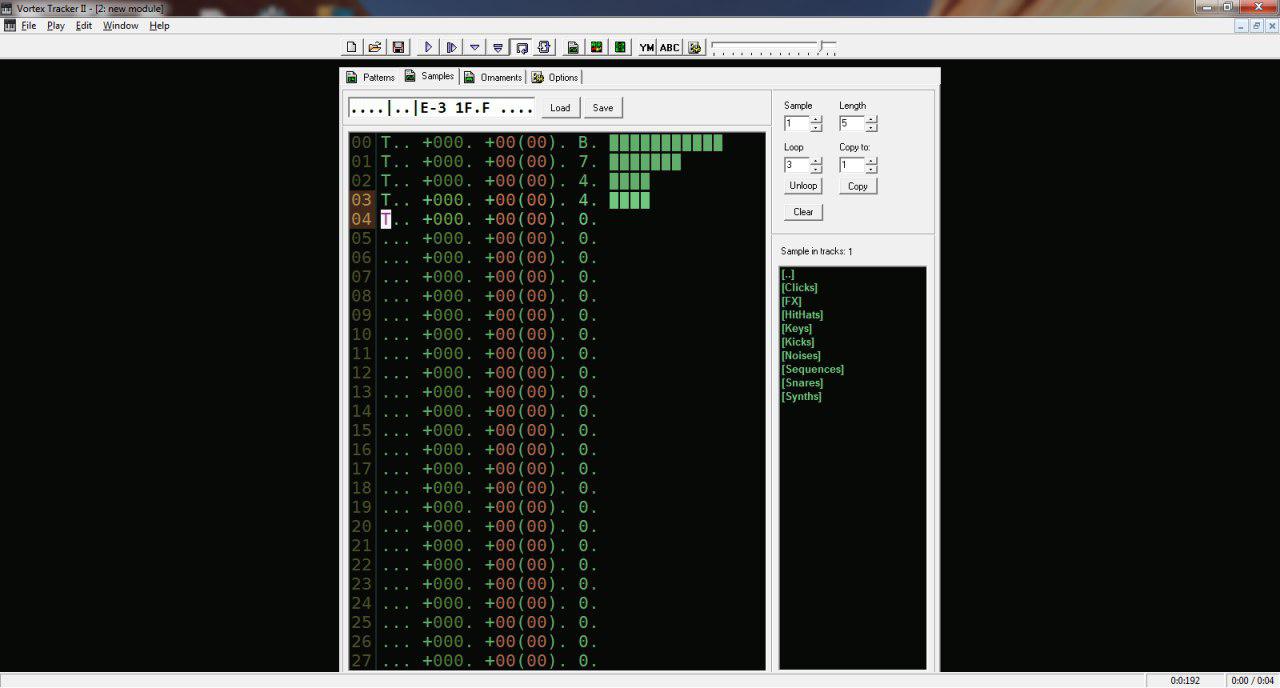 Vortex Tracker II - [2: new module]
File Play Edit Window Help
YM ABC
Patterns Samples Ornaments Options
....|..|E-3 1F.F .... Load Save
Sample Length
1 5
Loop Copy to:
3 1
Unloop Copy
Clear
00 T.. +000. +00(00). B.
01 T.. +000. +00(00). 7.
02 T.. +000. +00(00). 4.
03 T.. +000. +00(00). 4.
04 T.. +000. +00(00). 0.
05 ... +000. +00(00). 0.
06 ... +000. +00(00). 0.
07 ... +000. +00(00). 0.
08 ... +000. +00(00). 0.
09 ... +000. +00(00). 0.
10 ... +000. +00(00). 0.
11 ... +000. +00(00). 0.
12 ... +000. +00(00). 0.
13 ... +000. +00(00). 0.
14 ... +000. +00(00). 0.
15 ... +000. +00(00). 0.
16 ... +000. +00(00). 0.
17 ... +000. +00(00). 0.
18 ... +000. +00(00). 0.
19 ... +000. +00(00). 0.
20 ... +000. +00(00). 0.
21 ... +000. +00(00). 0.
22 ... +000. +00(00). 0.
23 ... +000. +00(00). 0.
24 ... +000. +00(00). 0.
25 ... +000. +00(00). 0.
26 ... +000. +00(00). 0.
27 ... +000. +00(00). 0.
Sample in tracks: 1
[..]
[Clicks]
[FX]
[HitHats]
[Keys]
[Kicks]
[Noises]
[Sequences]
[Snares]
[Synths]
0:0:192 0:00 / 0:04